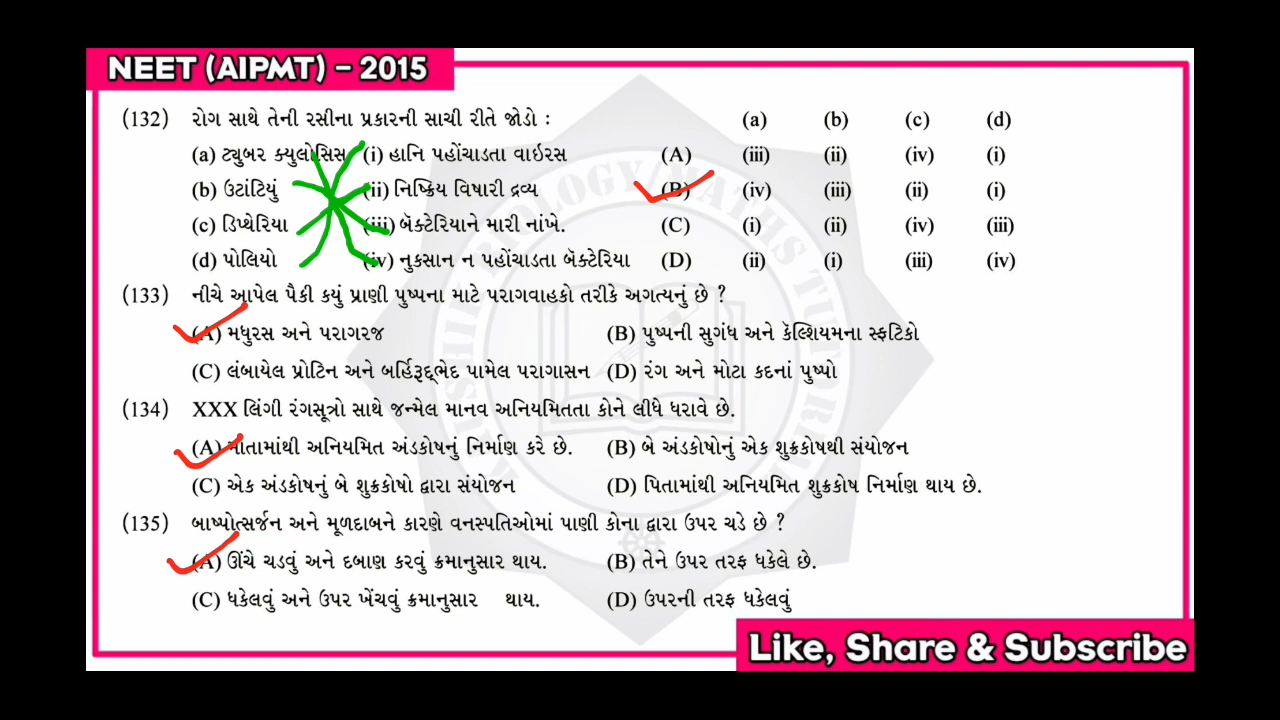 NEET (AIPMT) – 2015
(132) રોગ સાથે તેની રસીના પ્રકારની સાચી રીતે જોડો : (a) (b) (c) (d)
(a) ટ્યુબર ક્યુલોસિસ (i) હાનિ પહોંચાડતા વાઇરસ (A) (iii) (ii) (iv) (i)
(b) ઉટાંટિયું (ii) નિષ્ક્રિય વિષારી દ્રવ્ય (B) (iv) (iii) (ii) (i)
(c) ડિપ્થેરિયા (iii) બૅક્ટેરિયાને મારી નાંખે. (C) (i) (ii) (iv) (iii)
(d) પોલિયો (iv) નુકસાન ન પહોંચાડતા બૅક્ટેરિયા (D) (ii) (i) (iii) (iv)
(133) નીચે આપેલ પૈકી કયું પ્રાણી પુષ્પના માટે પરાગવાહકો તરીકે અગત્યનું છે ?
(A) મધુરસ અને પરાગરજ (B) પુષ્પની સુગંધ અને કૅલ્શિયમના સ્ફટિકો
(C) લંબાયેલ પ્રોટિન અને બર્હિરૂદ્ભેદ પામેલ પરાગાસન (D) રંગ અને મોટા કદનાં પુષ્પો
(134) XXX લિંગી રંગસૂત્રો સાથે જન્મેલ માનવ અનિયમિતતા કોને લીધે ધરાવે છે.
(A) માતામાંથી અનિયમિત અંડકોષનું નિર્માણ કરે છે. (B) બે અંડકોષોનું એક શુક્રકોષથી સંયોજન
(C) એક અંડકોષનું બે શુક્રકોષો દ્વારા સંયોજન (D) પિતામાંથી અનિયમિત શુક્રકોષ નિર્માણ થાય છે.
(135) બાષ્પોત્સર્જન અને મૂળદાબને કારણે વનસ્પતિઓમાં પાણી કોના દ્વારા ઉપર ચડે છે ?
(A) ઊંચે ચડવું અને દબાણ કરવું ક્રમાનુસાર થાય. (B) તેને ઉપર તરફ ધકેલે છે.
(C) ધકેલવું અને ઉપર ખેંચવું ક્રમાનુસાર થાય. (D) ઉપરની તરફ ધકેલવું
Like, Share & Subscribe